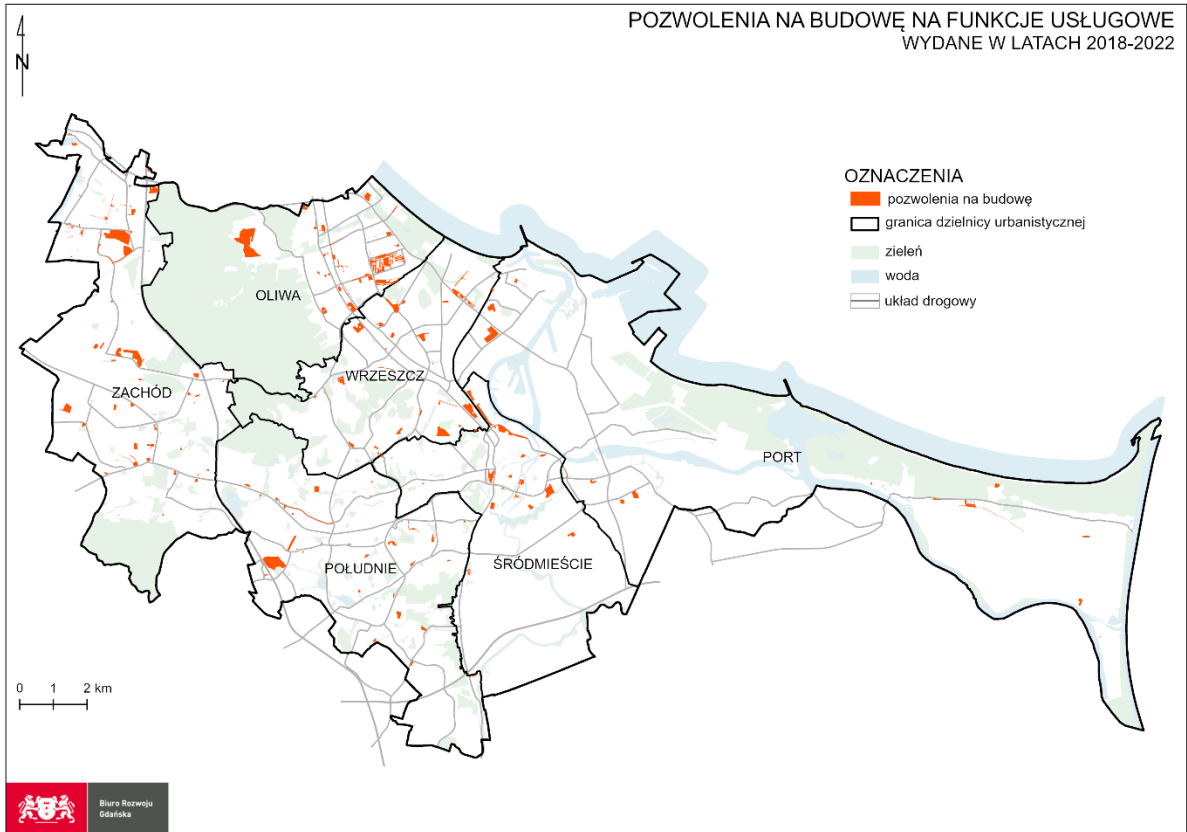 POZWOLENIA NA BUDOWĘ NA FUNKCJE USŁUGOWE
WYDANE W LATACH 2018-2022
N
OZNACZENIA
pozwolenia na budowę
granica dzielnicy urbanistycznej
zieleń
woda
układ drogowy
OLIWA
WRZESZCZ
ZACHÓD
PORT
POŁUDNIE
ŚRÓDMIEŚCIE
0 1 2 km
Biuro Rozwoju
Gdańska